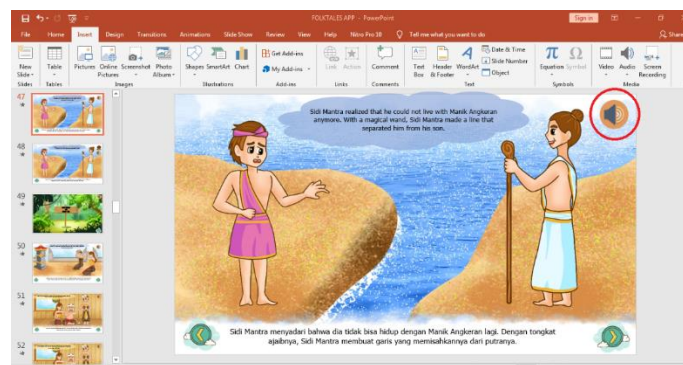 FOLKTALES APP - PowerPoint
Sign in
File Home Insert Design Transitions Animations Slide Show Review View Help Nitro Pro 10 Tell me what you want to do Share
New Slide Table Pictures Online Pictures Screenshot Photo Album Shapes SmartArt Chart Get Add-ins My Add-ins Link Action Comment Text Box Header & Footer WordArt Date & Time Slide Number Object Equation Symbol Video Audio Screen Recording
Slides Tables Images Illustrations Add-ins Links Comments Text Symbols Media
47
48
49
50
51
52
Sidi Mantra realized that he could not live with Manik Angkeran
anymore. With a magical wand, Sidi Mantra made a line that
separated him from his son.
Sidi Mantra menyadari bahwa dia tidak bisa hidup dengan Manik Angkeran lagi. Dengan tongkat
ajaibnya, Sidi Mantra membuat garis yang memisahkannya dari putranya.